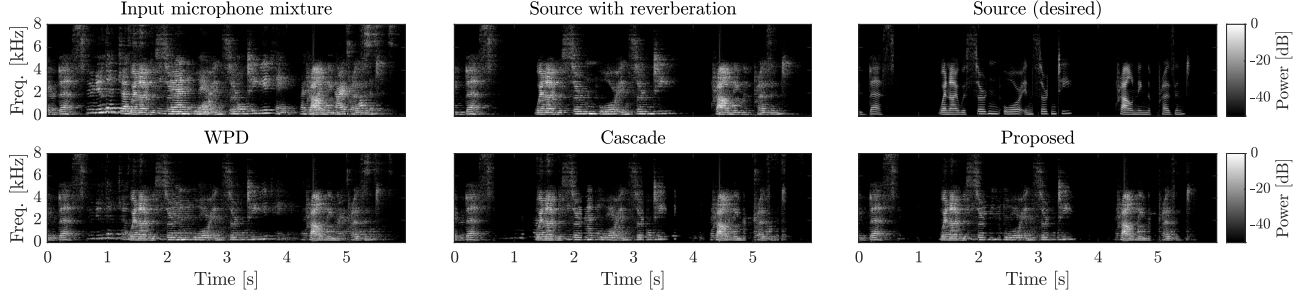 Input microphone mixture Source with reverberation Source (desired)
8 0
6 Power [dB]
Freq. [kHz] 4 -20
2 -40
0
WPD Cascade Proposed
8 0
6 Power [dB]
Freq. [kHz] 4 -20
2 -40
0
0 1 2 3 4 5 0 1 2 3 4 5 0 1 2 3 4 5
Time [s] Time [s] Time [s]